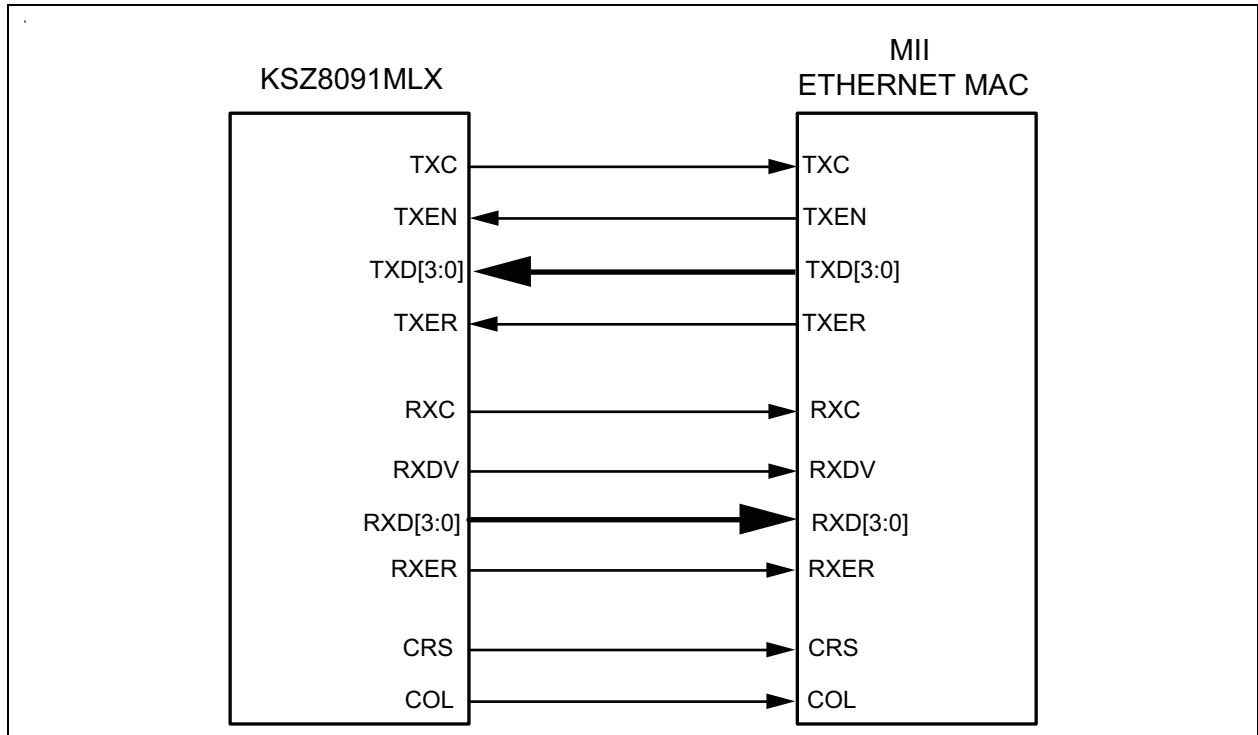 KSZ8091MLX
MII
ETHERNET MAC
TXC TXC
TXEN TXEN
TXD[3:0] TXD[3:0]
TXER TXER
RXC RXC
RXDV RXDV
RXD[3:0] RXD[3:0]
RXER RXER
CRS CRS
COL COL